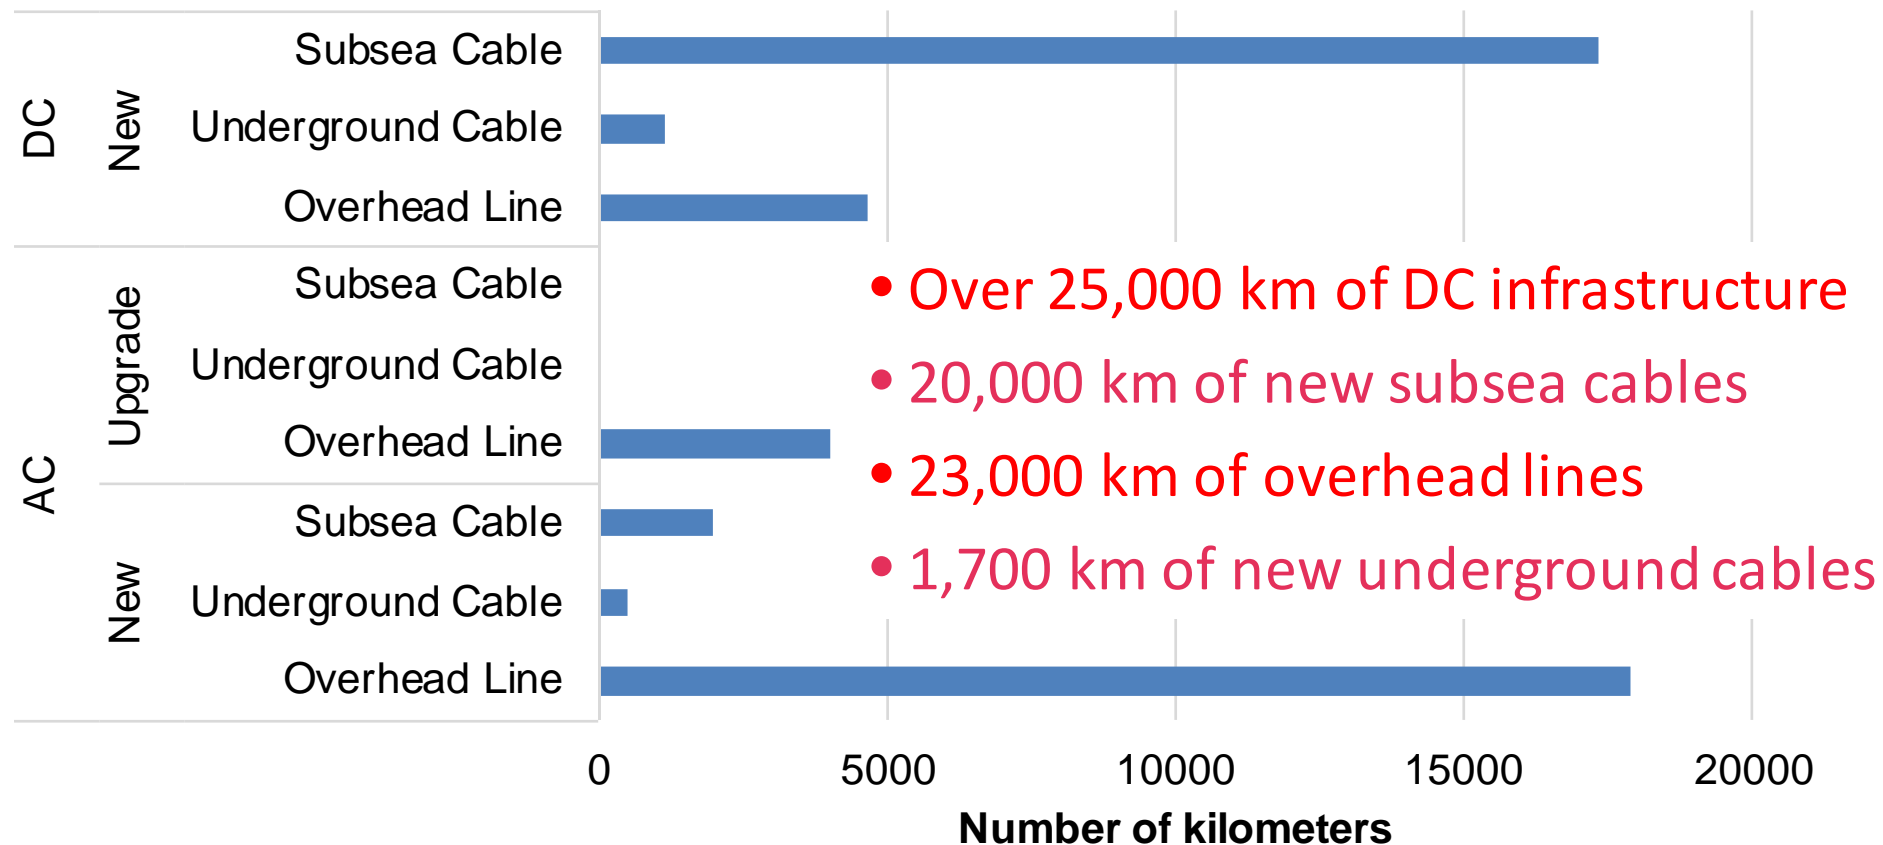 DC
New
Subsea Cable
Underground Cable
Overhead Line
AC
Upgrade
Subsea Cable
Underground Cable
Overhead Line
New
Subsea Cable
Underground Cable
Overhead Line
• Over 25,000 km of DC infrastructure
• 20,000 km of new subsea cables
• 23,000 km of overhead lines
• 1,700 km of new underground cables
0 5000 10000 15000 20000
Number of kilometers